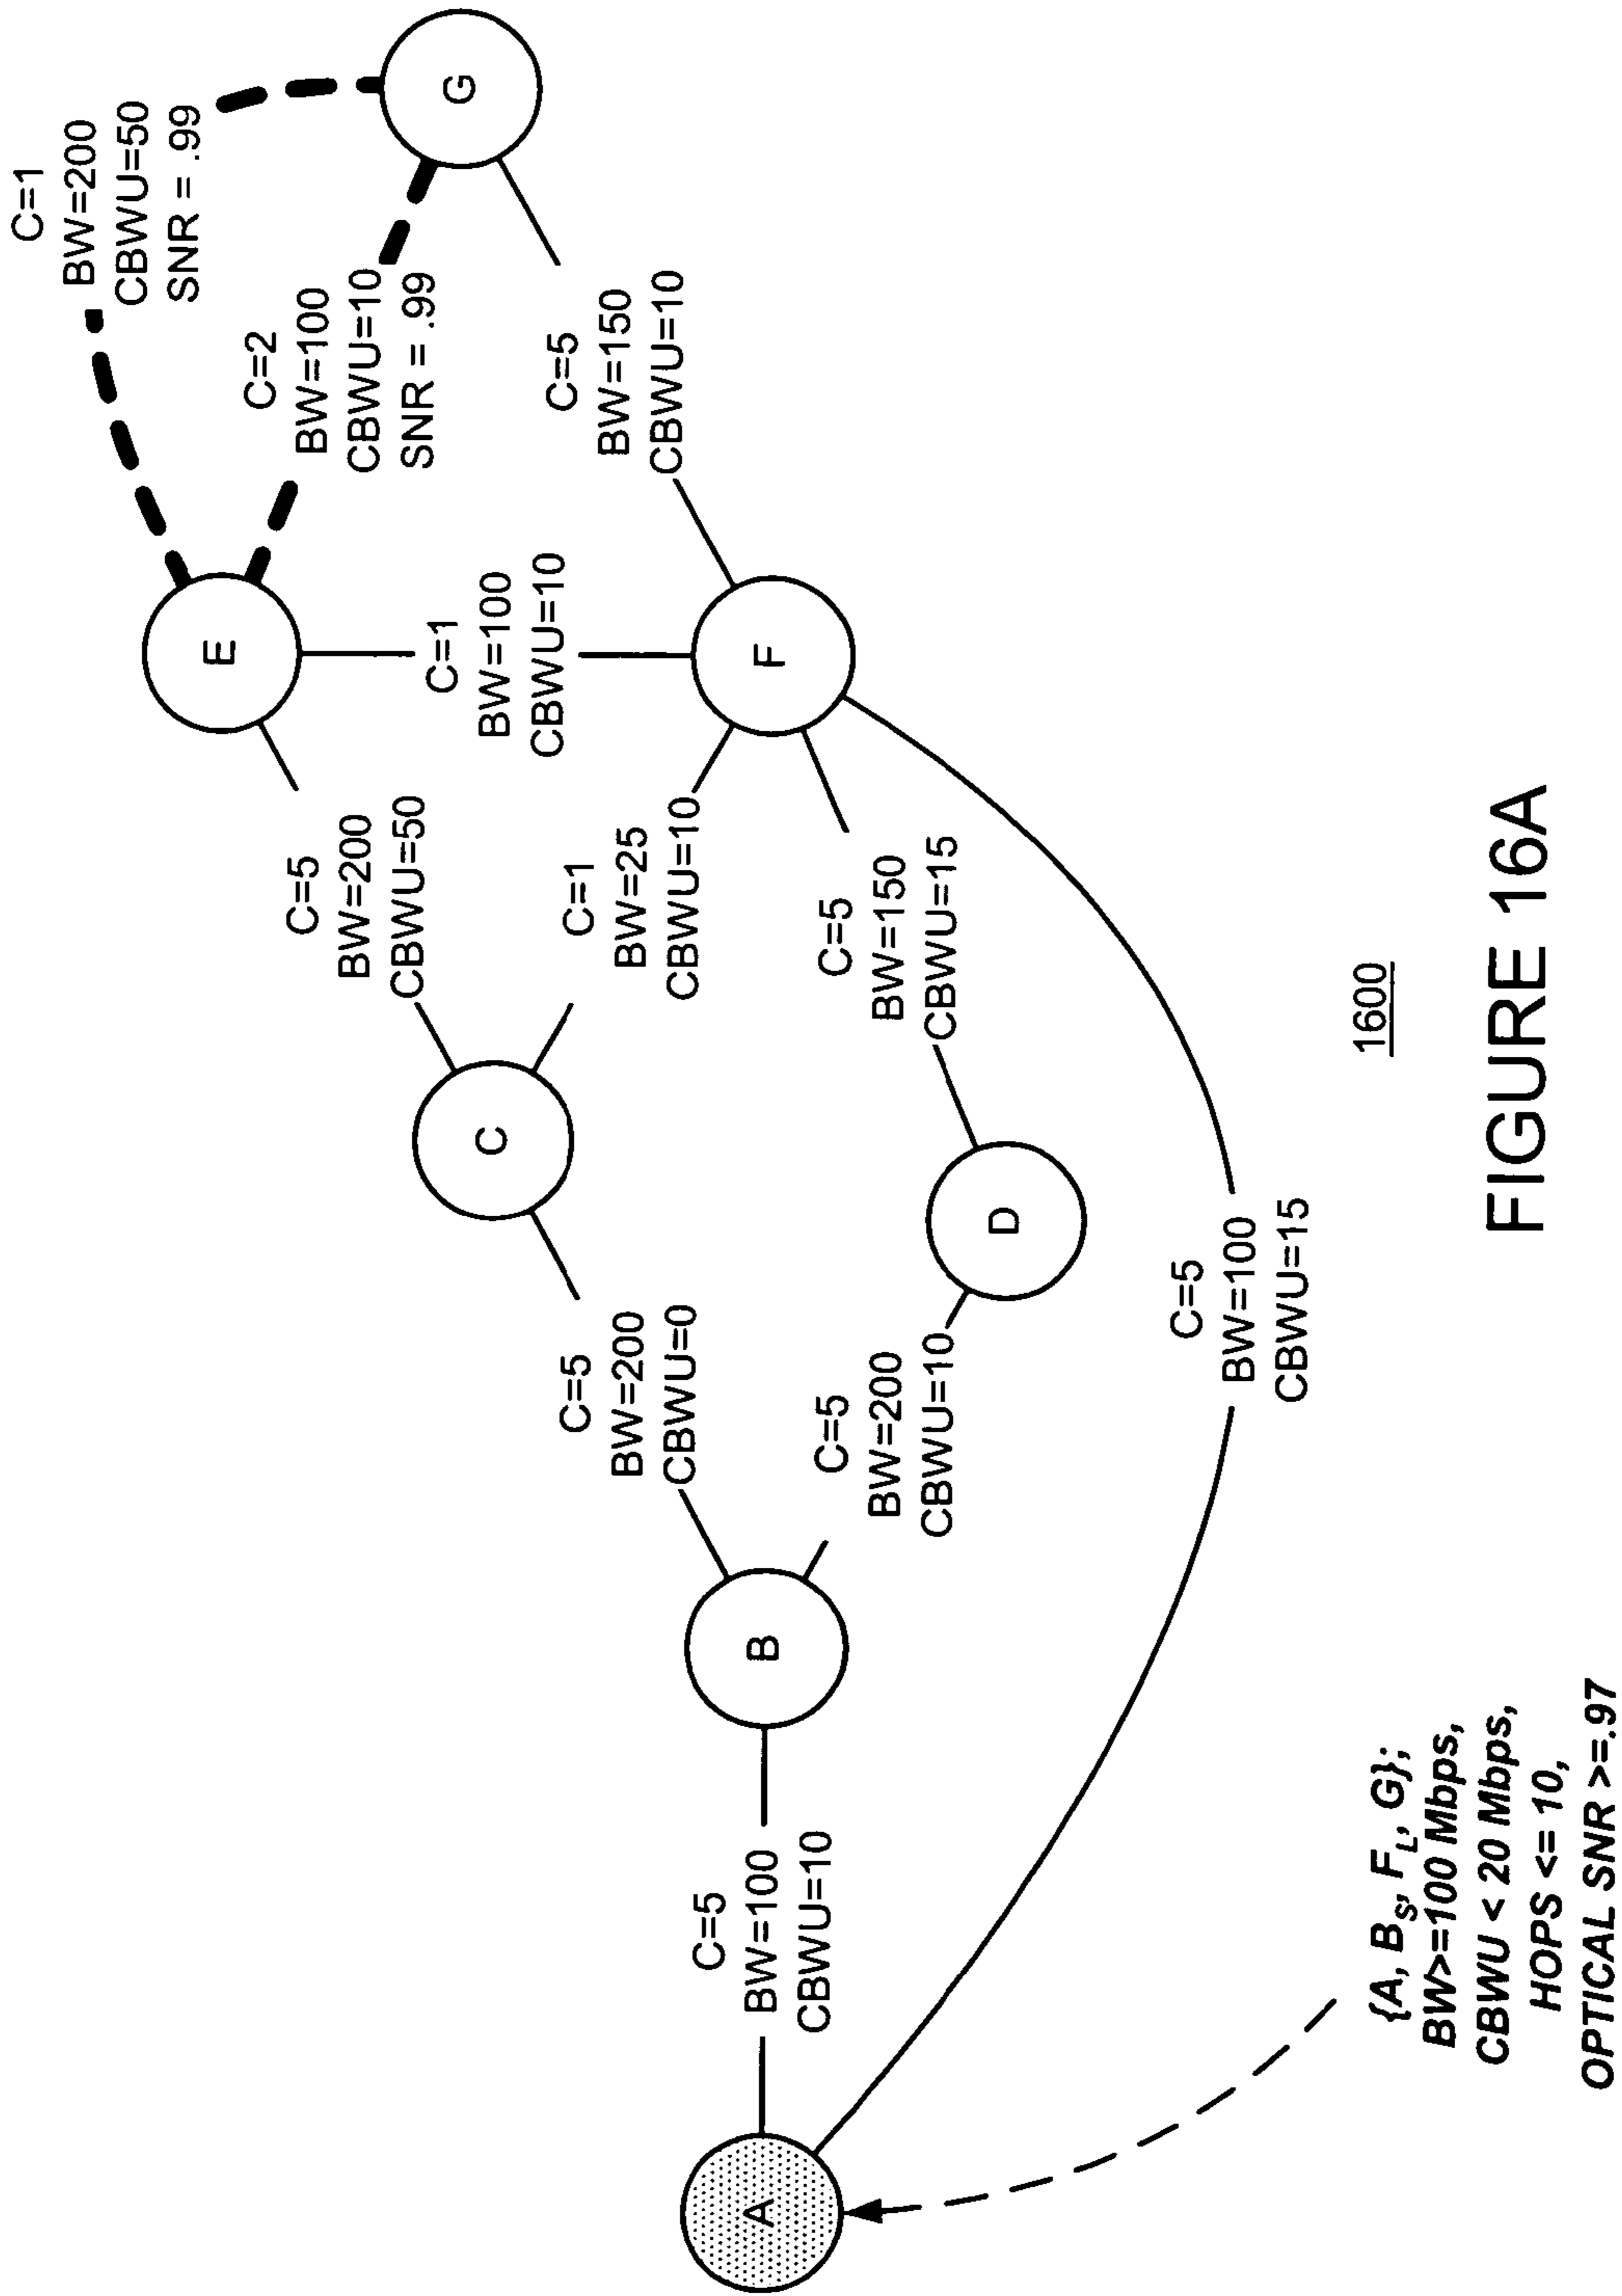 C=1
BW=200
CBWU=50
SNR = .99
C=2
BW=100
CBWU=10
SNR = .99
G
E
C=5
BW=200
CBWU=50
C=1
BW=100
CBWU=10
C=5
BW=150
CBWU=10
C
C=1
BW=25
CBWU=10
F
C=5
BW=200
CBWU=0
C=5
BW=150
CBWU=15
B
C=5
BW=200
CBWU=10
D
A
C=5
BW=100
CBWU=10
C=5
BW=100
CBWU=15
{A, BS, FL, G};
BW>=100 Mbps,
CBWU < 20 Mbps,
HOPS <= 10,
OPTICAL SNR >=.97
1600
FIGURE 16A